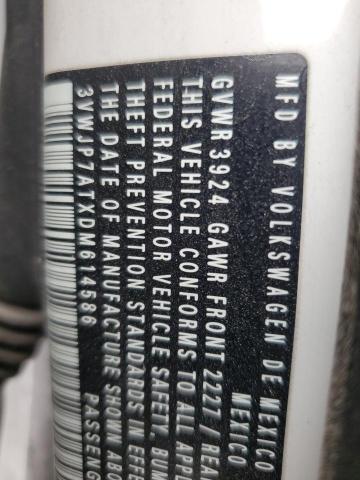 MFD BY VOLKSWAGEN DE MEXICO
MEXICO
GVWR 3924 GAWR FRONT 2227 / REA
THIS VEHICLE CONFORMS TO ALL APPL
FEDERAL MOTOR VEHICLE SAFETY, BUM
THEFT PREVENTION STANDARDS IN EFFE
THE DATE OF MANUFACTURE SHOWN ABO
3VWJP7ATXDM614586
PASSENG